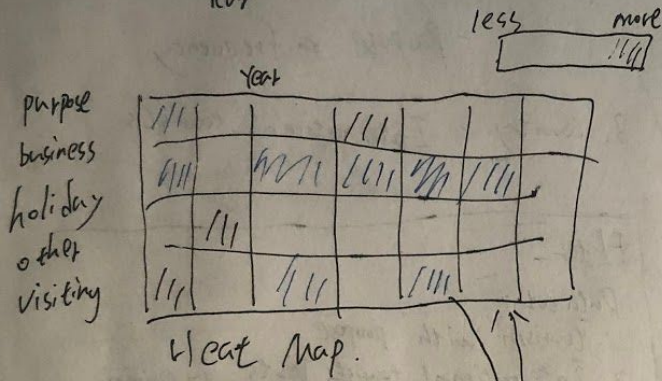 less more
Year
purpose
business
holiday
other
visiting
Heat Map.